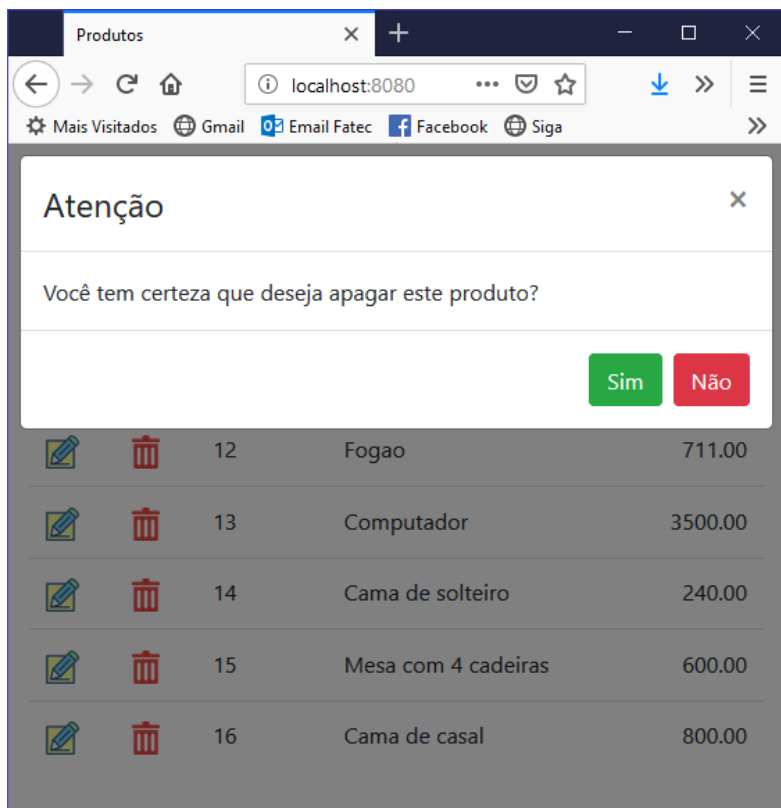 Produtos
localhost:8080
Mais Visitados Gmail Email Fatec Facebook Siga
Atenção
Você tem certeza que deseja apagar este produto?
Sim Não
12 Fogao 711.00
13 Computador 3500.00
14 Cama de solteiro 240.00
15 Mesa com 4 cadeiras 600.00
16 Cama de casal 800.00